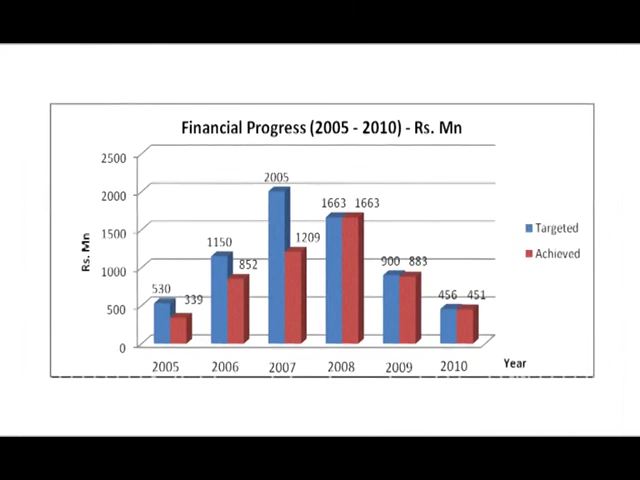 Financial Progress (2005 - 2010) - Rs. Mn
2500
2000
1500
1000
500
0
Rs. Mn
530 339
1150 852
2005 1209
1663 1663
900 883
456 451
2005 2006 2007 2008 2009 2010
Year
Targeted
Achieved